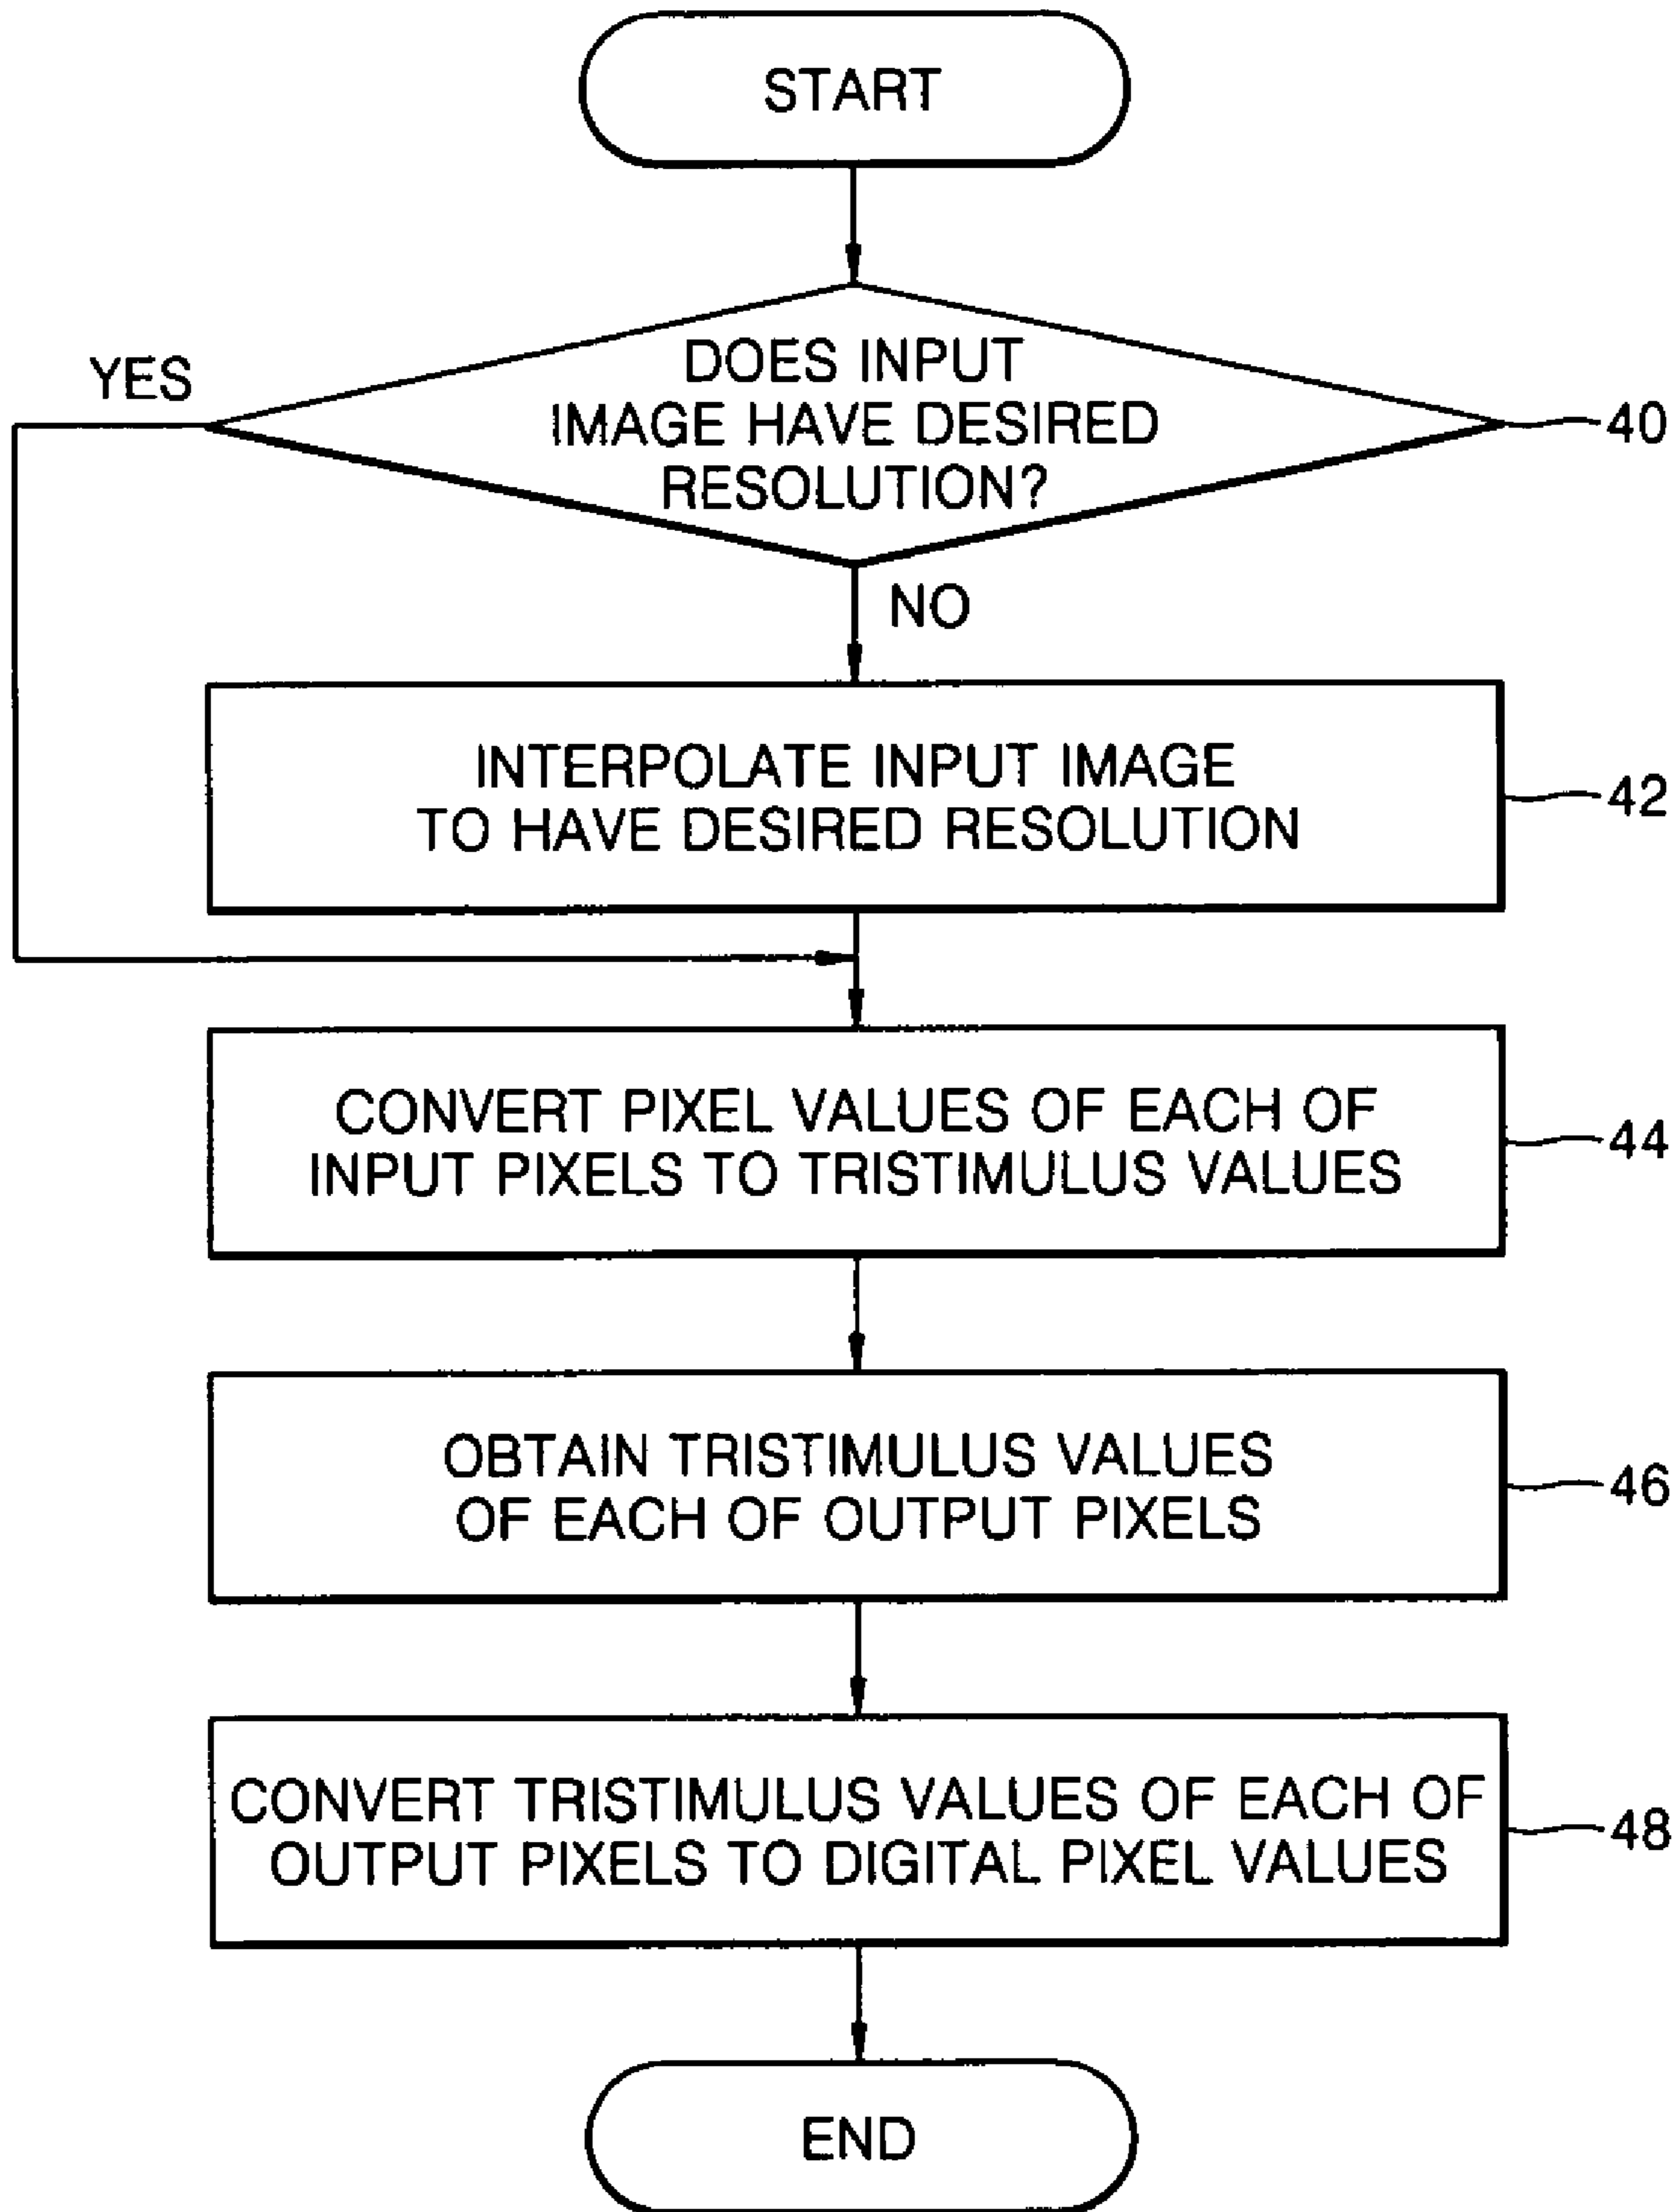 START
YES
DOES INPUT
IMAGE HAVE DESIRED
RESOLUTION?
40
NO
INTERPOLATE INPUT IMAGE
TO HAVE DESIRED RESOLUTION
42
CONVERT PIXEL VALUES OF EACH OF
INPUT PIXELS TO TRISTIMULUS VALUES
44
OBTAIN TRISTIMULUS VALUES
OF EACH OF OUTPUT PIXELS
46
CONVERT TRISTIMULUS VALUES OF EACH OF
OUTPUT PIXELS TO DIGITAL PIXEL VALUES
48
END